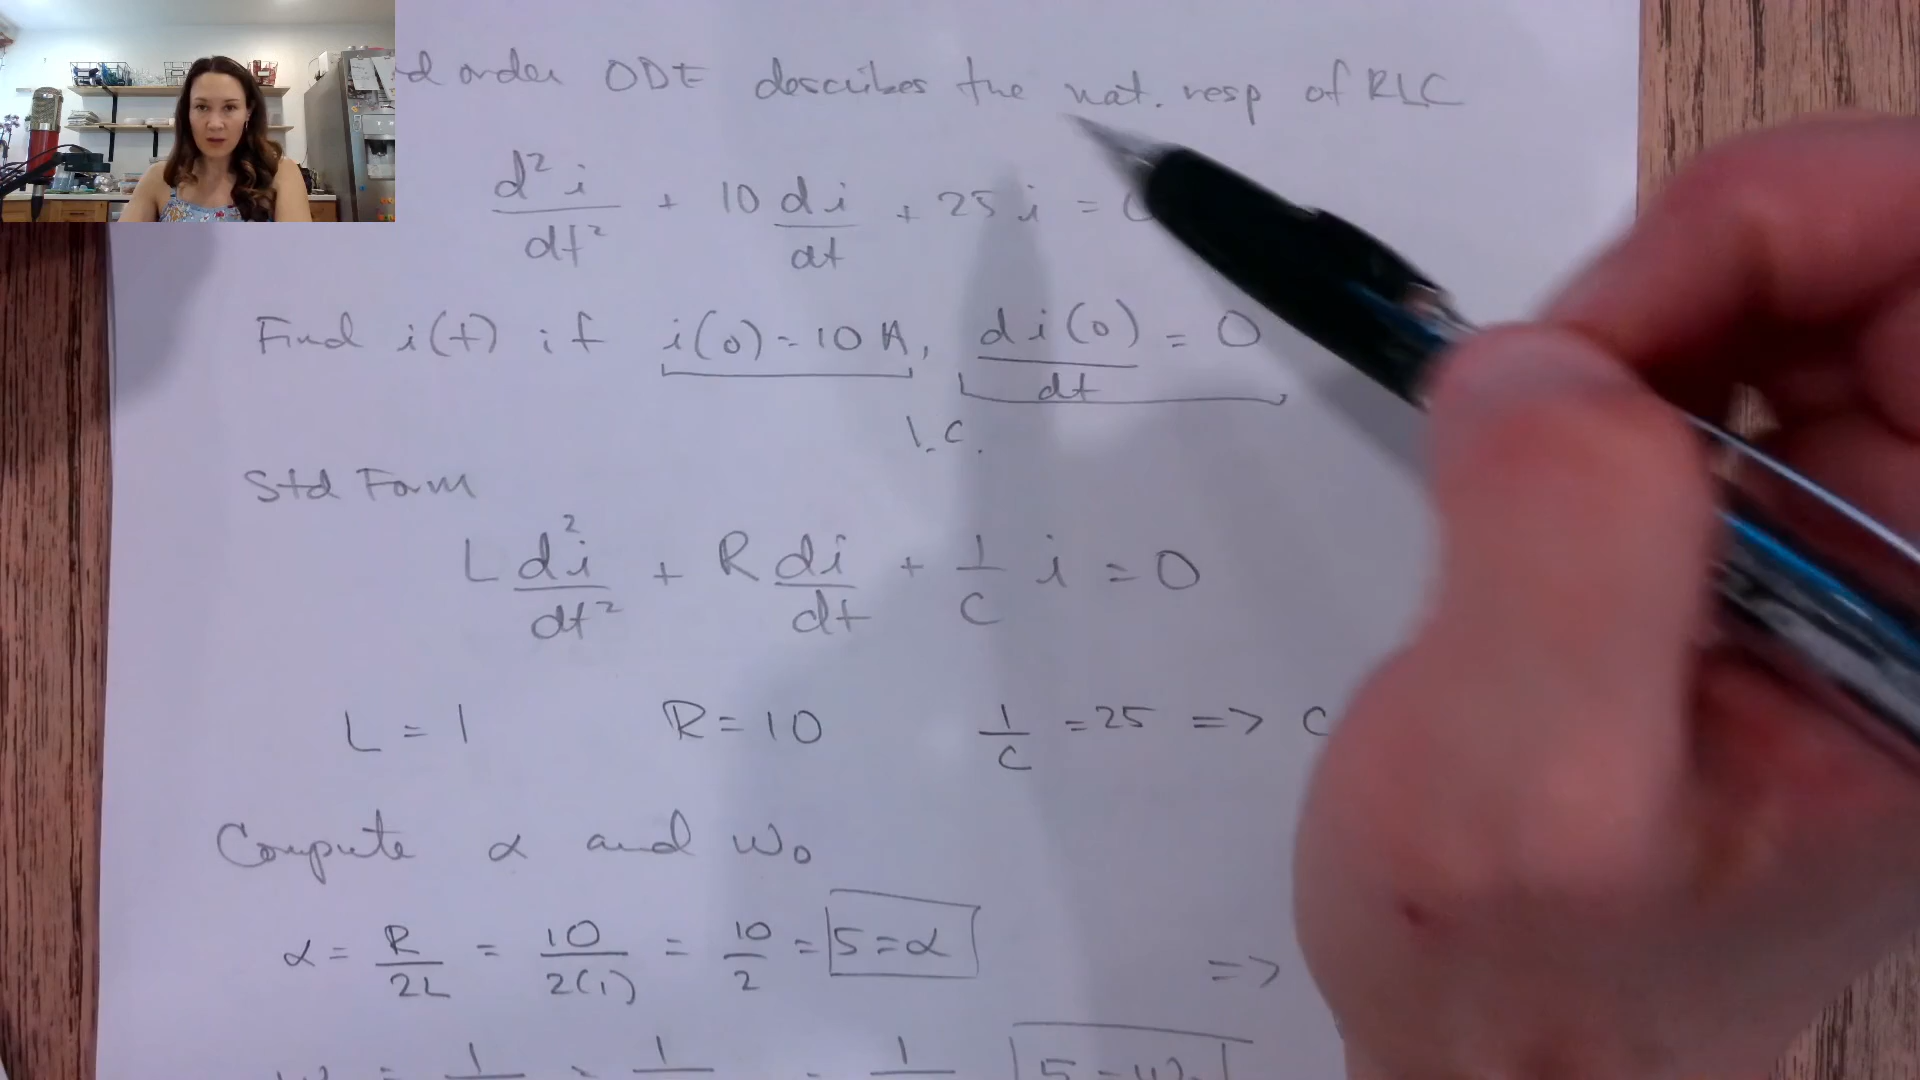 d order ODE describes the nat. resp of RLC
d²i/dt² + 10 di/dt + 25 i = 0
Find i(t) if i(0) = 10 A, di(0)/dt = 0
I.C.
Std Form
L d²i/dt² + R di/dt + 1/C i = 0
L = 1 R = 10 1/C = 25 => C
Compute α and ω₀
α = R/2L = 10/2(1) = 10/2 = 5 = α =>